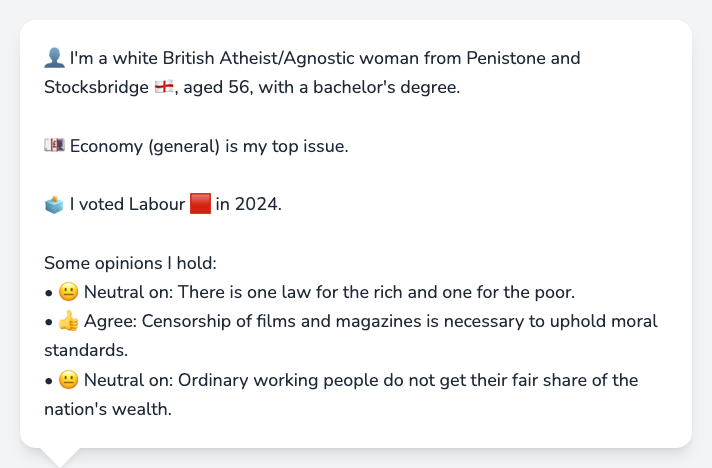 👤 I'm a white British Atheist/Agnostic woman from Penistone and
Stocksbridge 🏴󠁧󠁢󠁥󠁮󠁧󠁿, aged 56, with a bachelor's degree.
💷 Economy (general) is my top issue.
🗳️ I voted Labour 🟥 in 2024.
Some opinions I hold:
• 😐 Neutral on: There is one law for the rich and one for the poor.
• 👍 Agree: Censorship of films and magazines is necessary to uphold moral
standards.
• 😐 Neutral on: Ordinary working people do not get their fair share of the
nation's wealth.